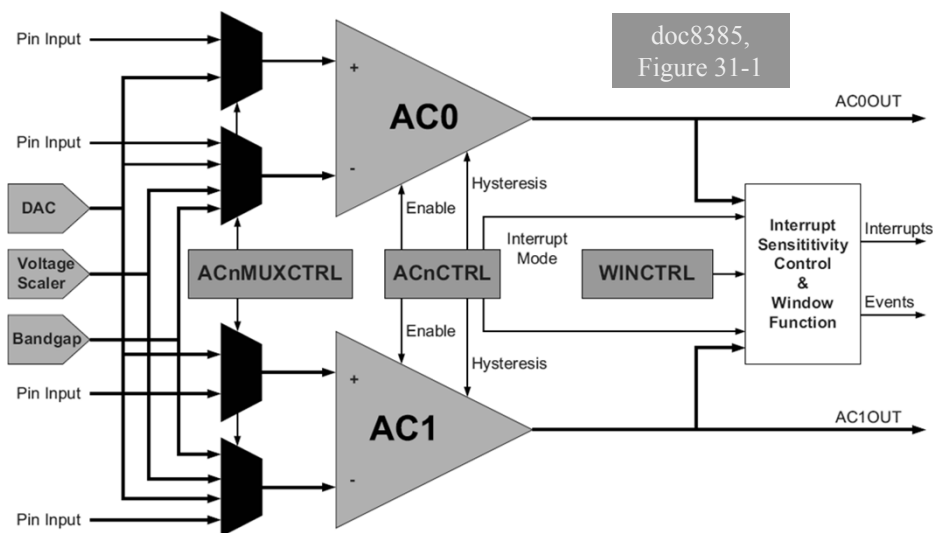 doc8385,
Figure 31-1
Pin Input
+
AC0
AC0OUT
Pin Input
-
Hysteresis
Enable
DAC
Voltage
Scaler
Bandgap
ACnMUXCTRL
ACnCTRL
Interrupt
Mode
WINCTRL
Interrupt
Sensititivity
Control
&
Window
Function
Interrupts
Events
Enable
Hysteresis
Pin Input
+
AC1
AC1OUT
-
Pin Input